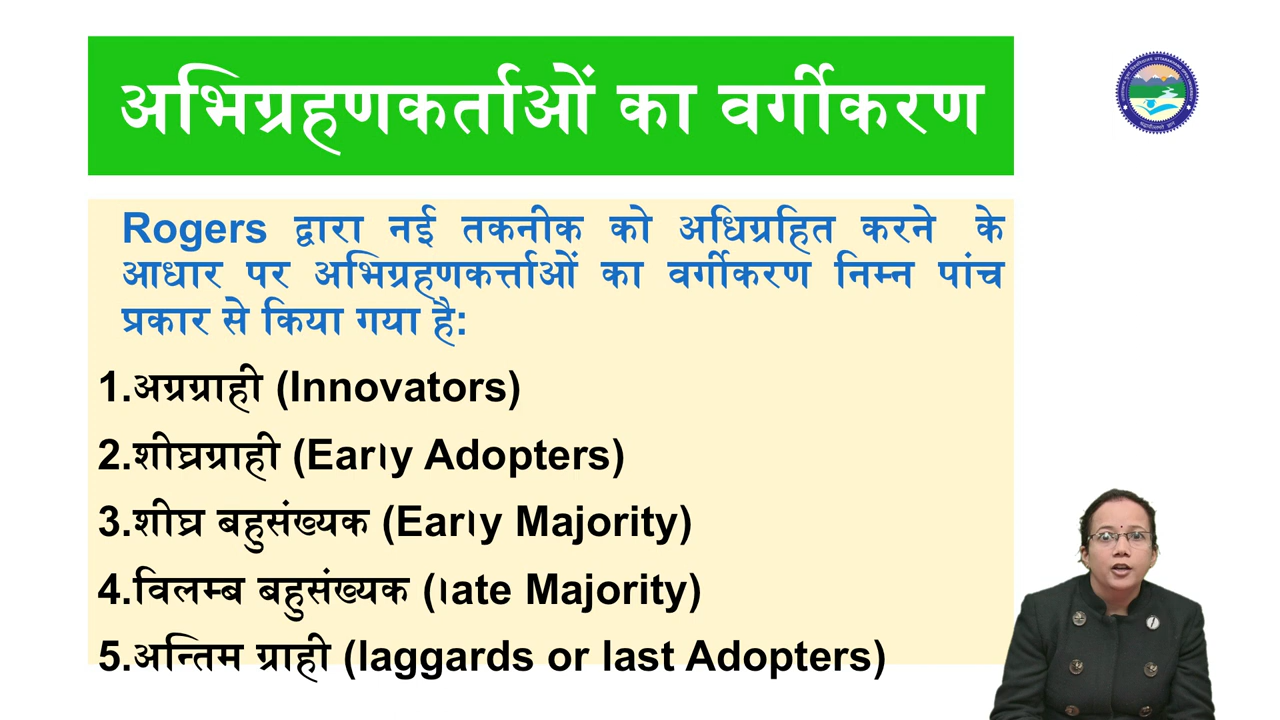 अभिग्रहणकर्ताओं का वर्गीकरण
Rogers द्वारा नई तकनीक को अधिग्रहित करने के
आधार पर अभिग्रहणकर्त्ताओं का वर्गीकरण निम्न पांच
प्रकार से किया गया है:
1.अग्रग्राही (Innovators)
2.शीघ्रग्राही (Ear।y Adopters)
3.शीघ्र बहुसंख्यक (Ear।y Majority)
4.विलम्ब बहुसंख्यक (।ate Majority)
5.अन्तिम ग्राही (laggards or last Adopters)